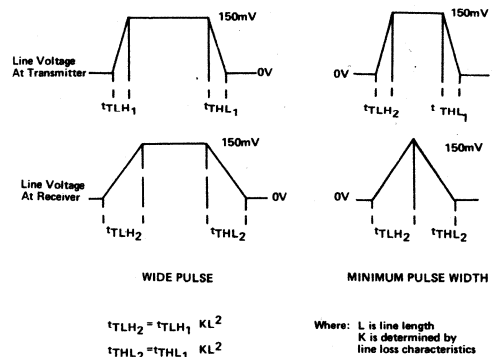 150mV
150mV
Line Voltage
At Transmitter
0V
0V
tTLH1
tTHL1
tTLH2
t THL1
150mV
150mV
Line Voltage
At Receiver
0V
0V
tTLH2
tTHL2
tTLH2
tTHL2
WIDE PULSE
MINIMUM PULSE WIDTH
tTLH2 = tTLH1 KL2
tTHL2 = tTHL1 KL2
Where: L is line length
K is determined by
line loss characteristics